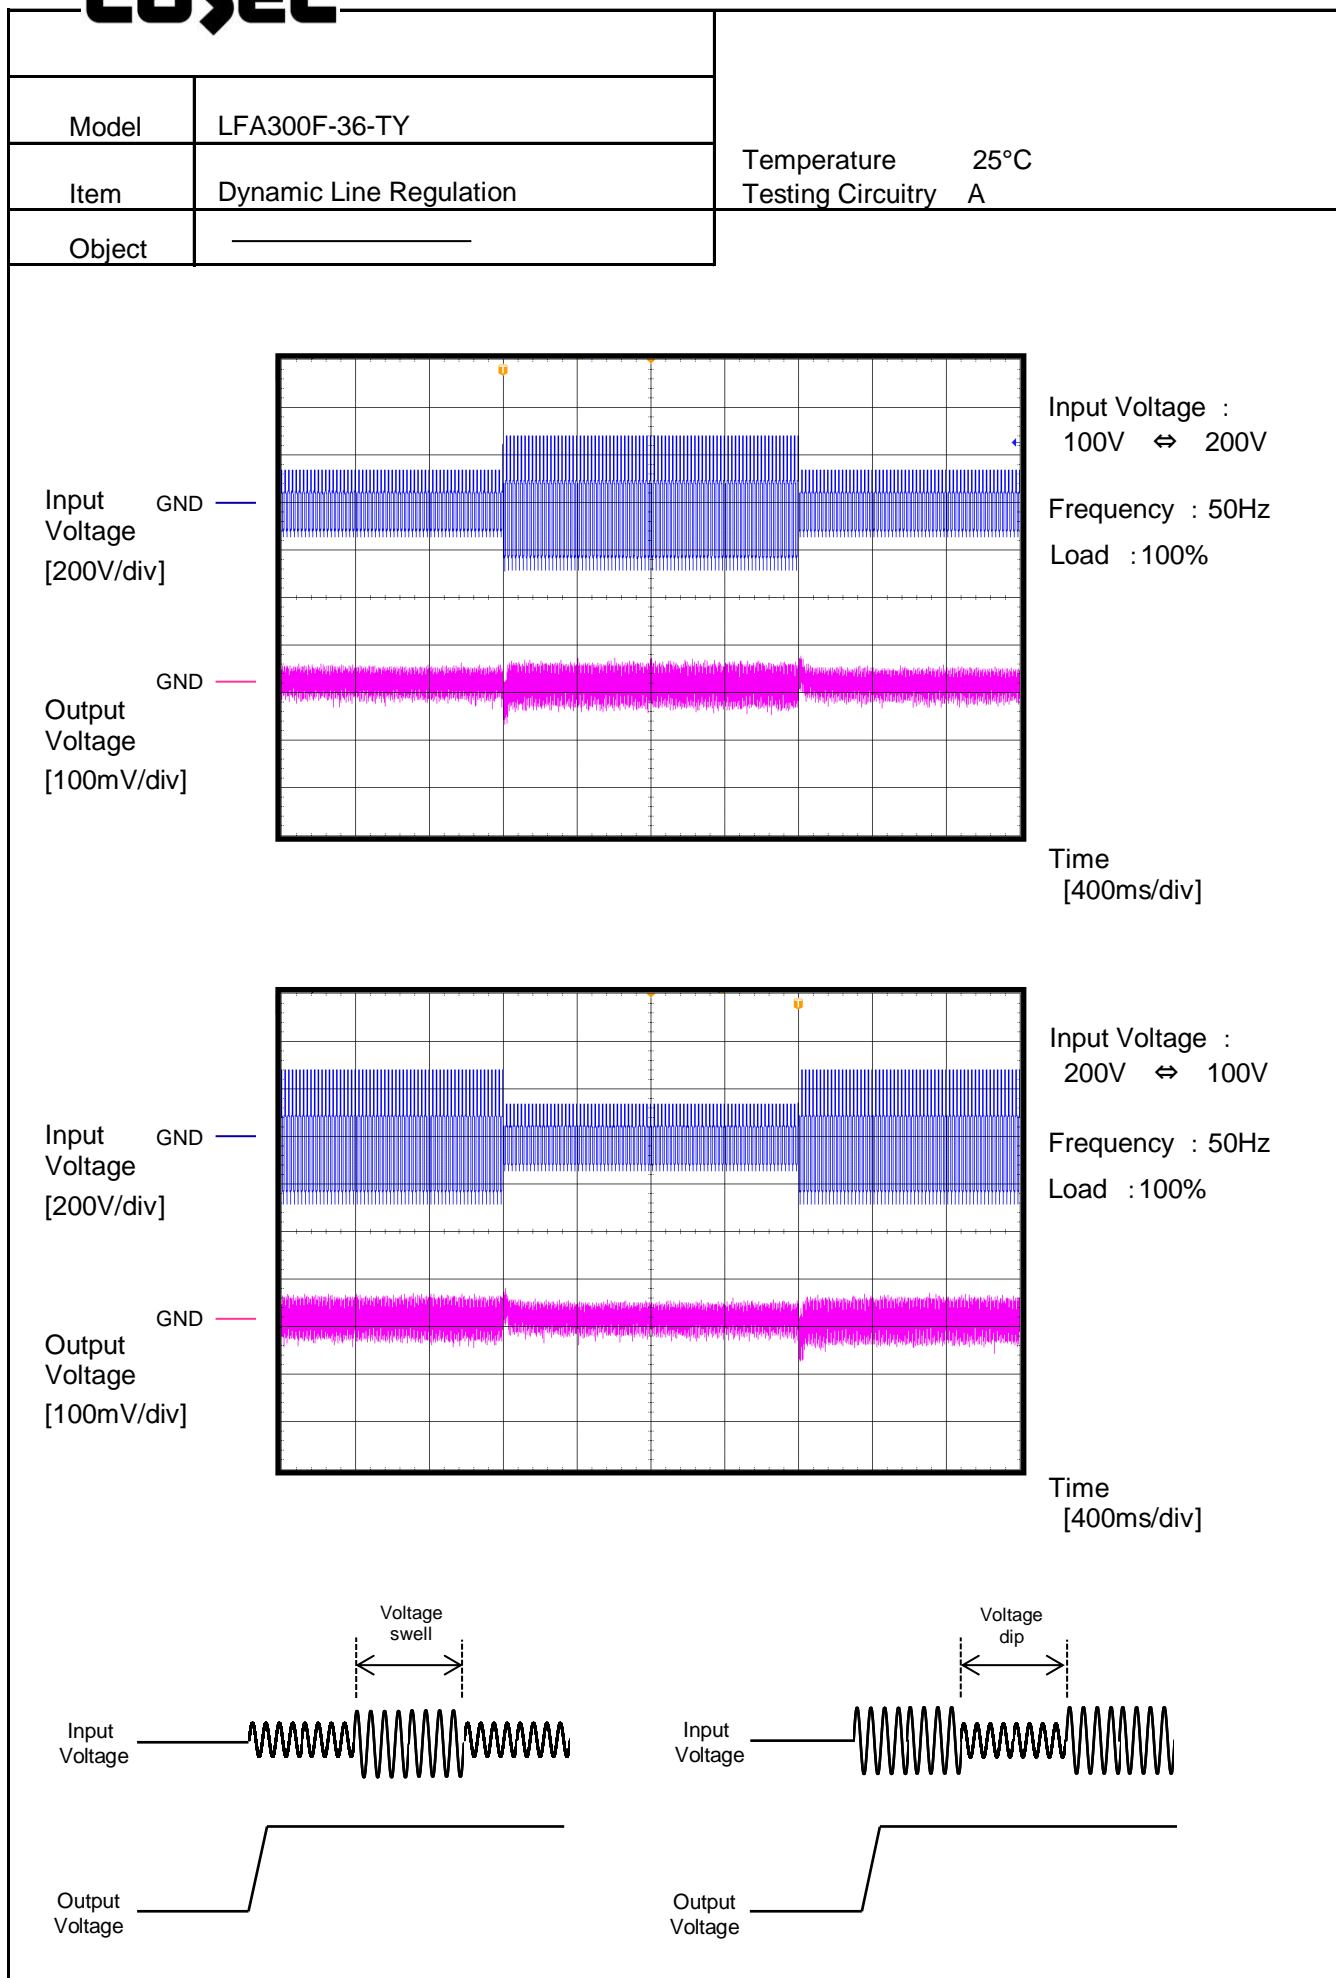 COSEL
Model LFA300F-36-TY
Item Dynamic Line Regulation
Object
Temperature 25°C
Testing Circuitry A
T
Input Voltage :
100V ⇔ 200V
Frequency : 50Hz
Load : 100%
Input
Voltage
[200V/div]
GND
GND
Output
Voltage
[100mV/div]
Time
[400ms/div]
T
Input Voltage :
200V ⇔ 100V
Frequency : 50Hz
Load : 100%
Input
Voltage
[200V/div]
GND
GND
Output
Voltage
[100mV/div]
Time
[400ms/div]
Voltage
swell
Input
Voltage
Output
Voltage
Voltage
dip
Input
Voltage
Output
Voltage